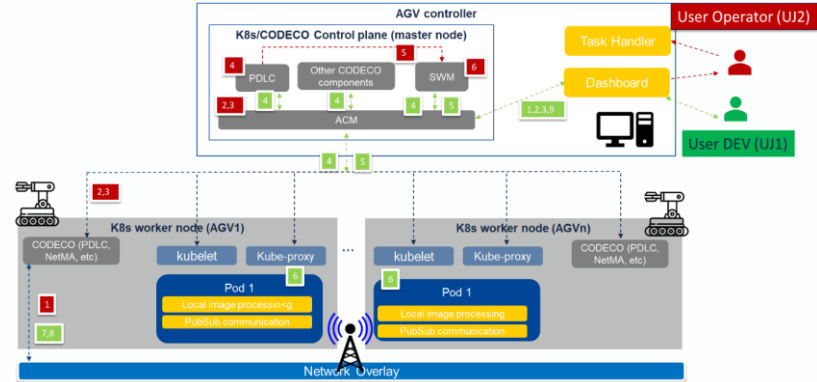 AGV controller
User Operator (UJ2)
K8s/CODECO Control plane (master node)
Task Handler
5
4
PDLC
Other CODECO
components
SWM
6
Dashboard
4
4
4
5
2,3
ACM
1,2,3,9
User DEV (UJ1)
4
5
2,3
K8s worker node (AGV1)
K8s worker node (AGVn)
CODECO (PDLC,
NetMA, etc)
kubelet
Kube-proxy
...
kubelet
Kube-proxy
CODECO (PDLC,
NetMA, etc)
6
6
Pod 1
Local image processin<g
PubSub communication
Pod 1
Local image processing
PubSub communication
1
7,8
Network Overlay